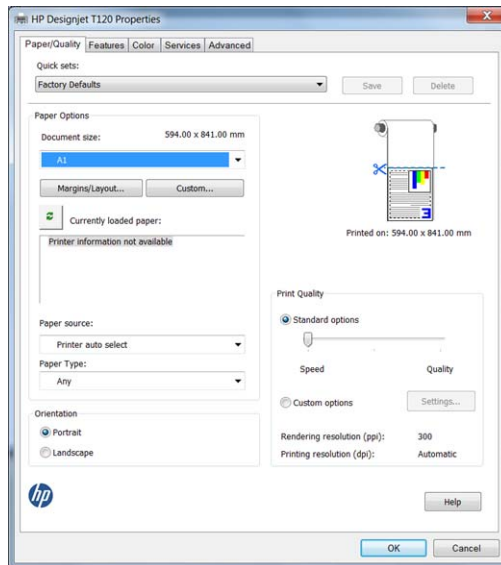 HP Designjet T120 Properties
Paper/Quality Features Color Services Advanced
Quick sets:
Factory Defaults
Save Delete
Paper Options
Document size: 594.00 x 841.00 mm
A1
Margins/Layout... Custom...
Currently loaded paper:
Printer information not available
Paper source:
Printer auto select
Paper Type:
Any
Orientation
Portrait
Landscape
3
Printed on: 594.00 x 841.00 mm
Print Quality
Standard options
Speed Quality
Custom options Settings...
Rendering resolution (ppi): 300
Printing resolution (dpi): Automatic
hp
Help
OK Cancel